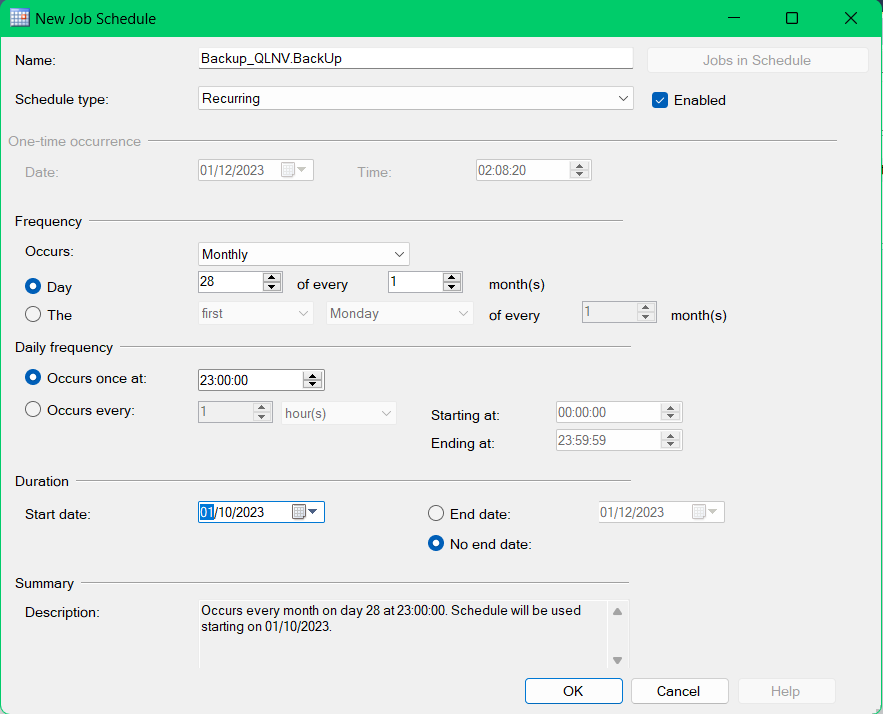 New Job Schedule
Name: Backup_QLNV.BackUp Jobs in Schedule
Schedule type: Recurring Enabled
One-time occurrence
Date: 01/12/2023 Time: 02:08:20
Frequency
Occurs: Monthly
Day 28 of every 1 month(s)
The first Monday of every 1 month(s)
Daily frequency
Occurs once at: 23:00:00
Occurs every: 1 hour(s) Starting at: 00:00:00
Ending at: 23:59:59
Duration
Start date: 01/10/2023 End date: 01/12/2023
No end date:
Summary
Description: Occurs every month on day 28 at 23:00:00. Schedule will be used
starting on 01/10/2023.
OK Cancel Help